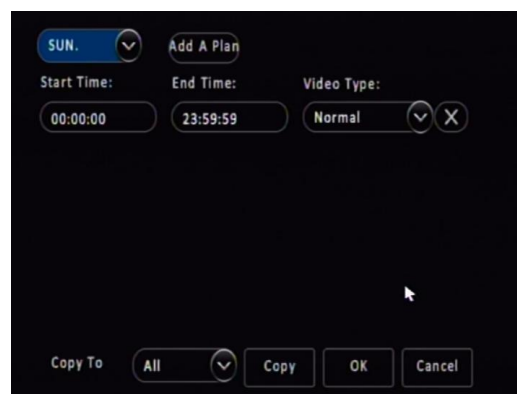 SUN. Add A Plan
Start Time: End Time: Video Type:
00:00:00 23:59:59 Normal X
Copy To All Copy OK Cancel